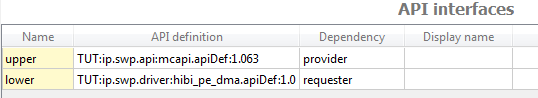 API interfaces
Name API definition Dependency Display name
upper TUT:ip.swp.api:mcapi.apiDef:1.063 provider
lower TUT:ip.swp.driver:hibi_pe_dma.apiDef:1.0 requester